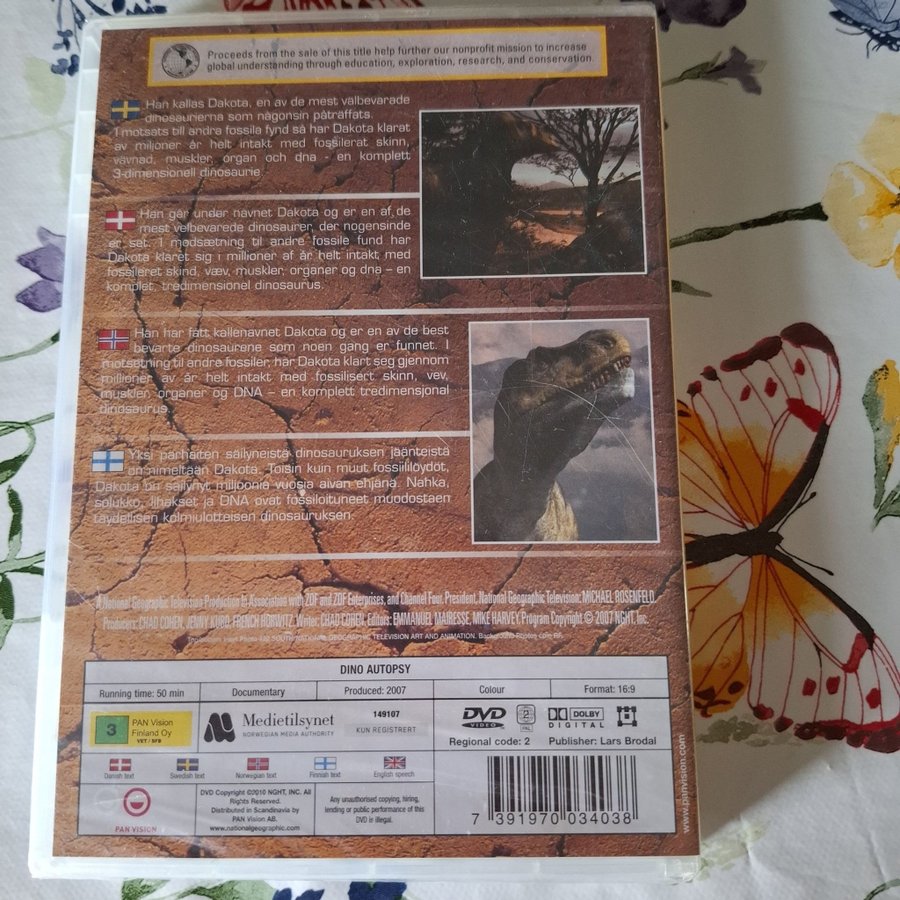 Proceeds from the sale of this title help further our nonprofit mission to increase
global understanding through education, exploration, research, and conservation.
Han kallas Dakota, en av de mest välbevarade
dinosaurierna som någonsin påträffats.
I motsats till andra fossila fynd så har Dakota klarat
av miljoner år helt intakt med fossilerat skinn,
vävnad, muskler, organ och dna - en komplett
3-dimensionell dinosaurie.
Han går under navnet Dakota og er en af de
mest velbevarede dinosaurer, der nogensinde
er set. I modsætning til andre fossile fund har
Dakota klaret sig i millioner af år helt intakt med
fossileret skind, væv, muskler, organer og dna – en
komplet, tredimensionel dinosaurus.
Han har fått kallenavnet Dakota og er en av de best
bevarte dinosaurene som noen gang er funnet. I
motsetning til andre fossiler, har Dakota klart seg gjennom
millioner av år helt intakt med fossilisert skinn, vev,
muskler, organer og DNA – en komplett tredimensjonal
dinosaurus.
Yksi parhaiten säilyneistä dinosauruksen jäänteistä
on nimeltään Dakota. Toisin kuin muut fossiililöydöt,
Dakota on säilynyt miljoonia vuosia aivan ehjänä. Nahka,
solukko, lihakset ja DNA ovat fossiloituneet muodostaen
täydellisen kolmiulotteisen dinosauruksen.
A National Geographic Television Production in Association with ZDF and ZDF Enterprises, and Channel Four. President, National Geographic Television: MICHAEL ROSENFELD.
Producers: CHAD COHEN, JENNY KUBO, FRENCH HORWITZ. Writer: CHAD COHEN. Editors: EMMANUEL MAIRESSE, MIKE HARVEY. Program Copyright © 2007 NGHT, Inc.
NATIONAL GEOGRAPHIC TELEVISION ART AND ANIMATION. Background
DINO AUTOPSY
Running time: 50 min Documentary Produced: 2007 Colour Format: 16:9
3 PAN Vision Finland Oy VET / SFB
Medietilsynet
NORWEGIAN MEDIA AUTHORITY
149107
KUN REGISTRERT
DVD VIDEO 2 PAL DOLBY DIGITAL
Regional code: 2 Publisher: Lars Brodal
Danish text Swedish text Norwegian text Finnish text English speech
PAN VISION
DVD Copyright ©2010 NGHT, INC. All
Rights Reserved.
Distributed in Scandinavia by
PAN Vision AB.
www.nationalgeographic.com
Any unauthorised copying, hiring,
lending or public performance of this
DVD is illegal.
7 391970 034038
www.panvision.com